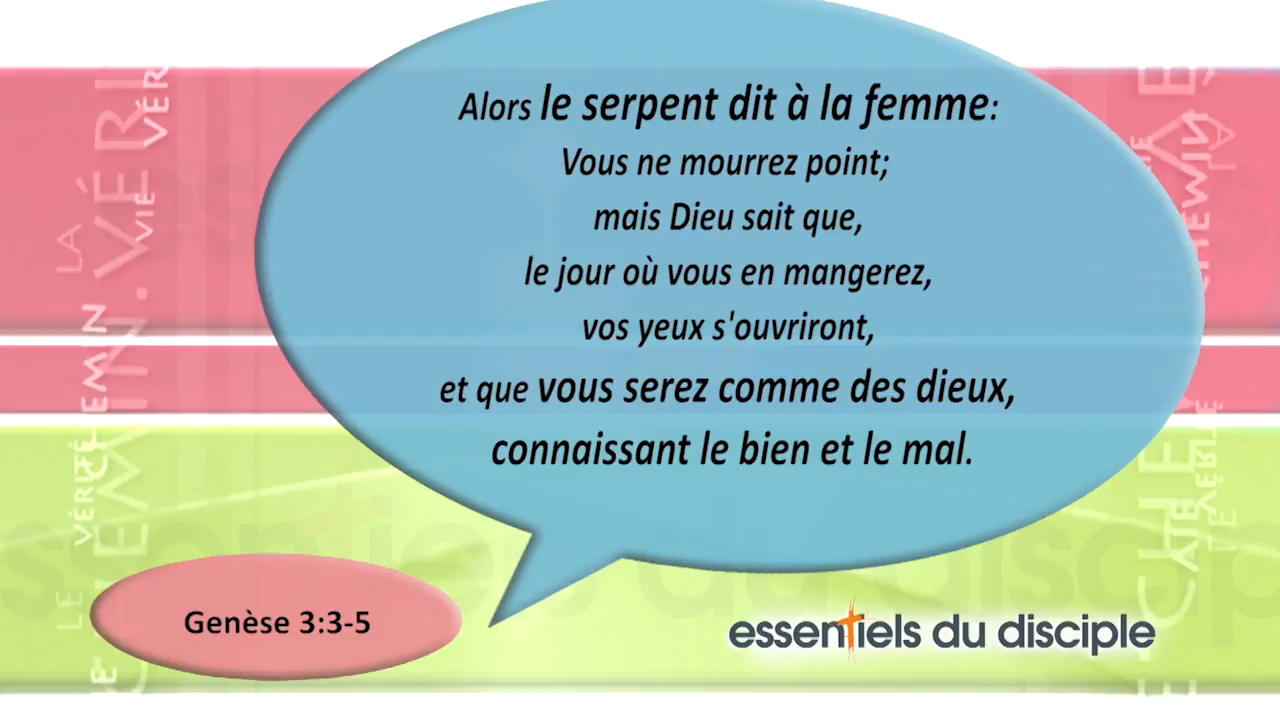 Alors le serpent dit à la femme:
Vous ne mourrez point;
mais Dieu sait que,
le jour où vous en mangerez,
vos yeux s'ouvriront,
et que vous serez comme des dieux,
connaissant le bien et le mal.
Genèse 3:3-5
essentiels du disciple